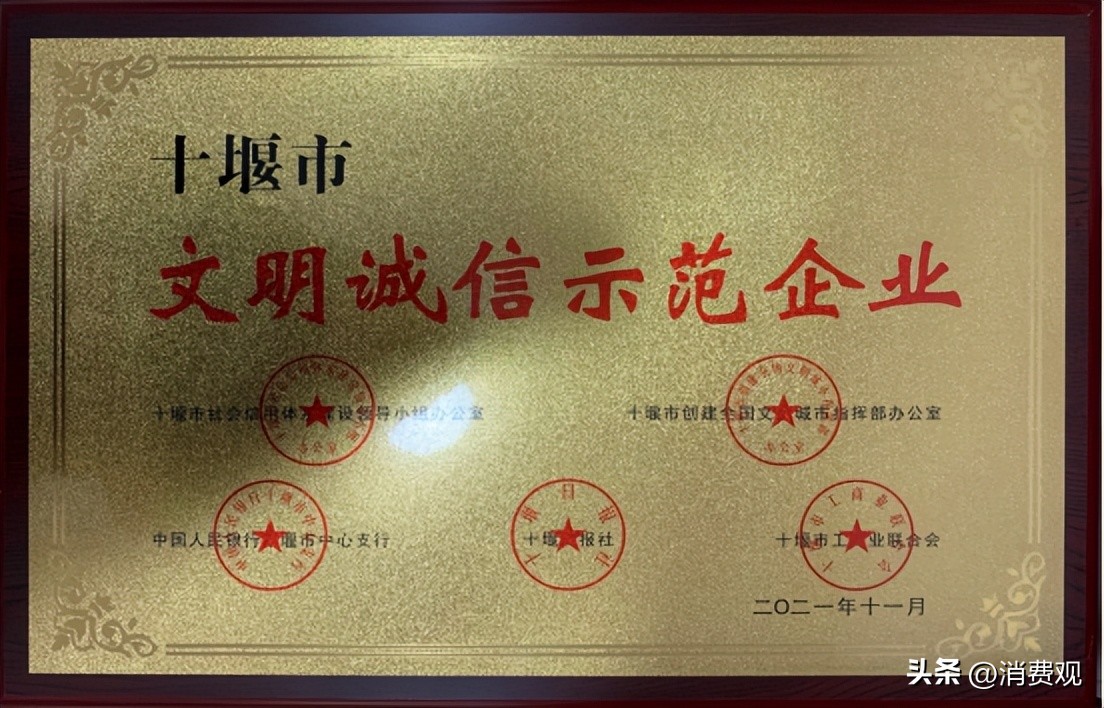 十堰市
文明诚信示范企业
十堰市社会信用体系建设领导小组办公室 十堰市创建全国文明城市指挥部办公室
中国人民银行十堰市中心支行 十堰日报社 十堰市工商业联合会
二〇二一年十一月
头条 @消费观